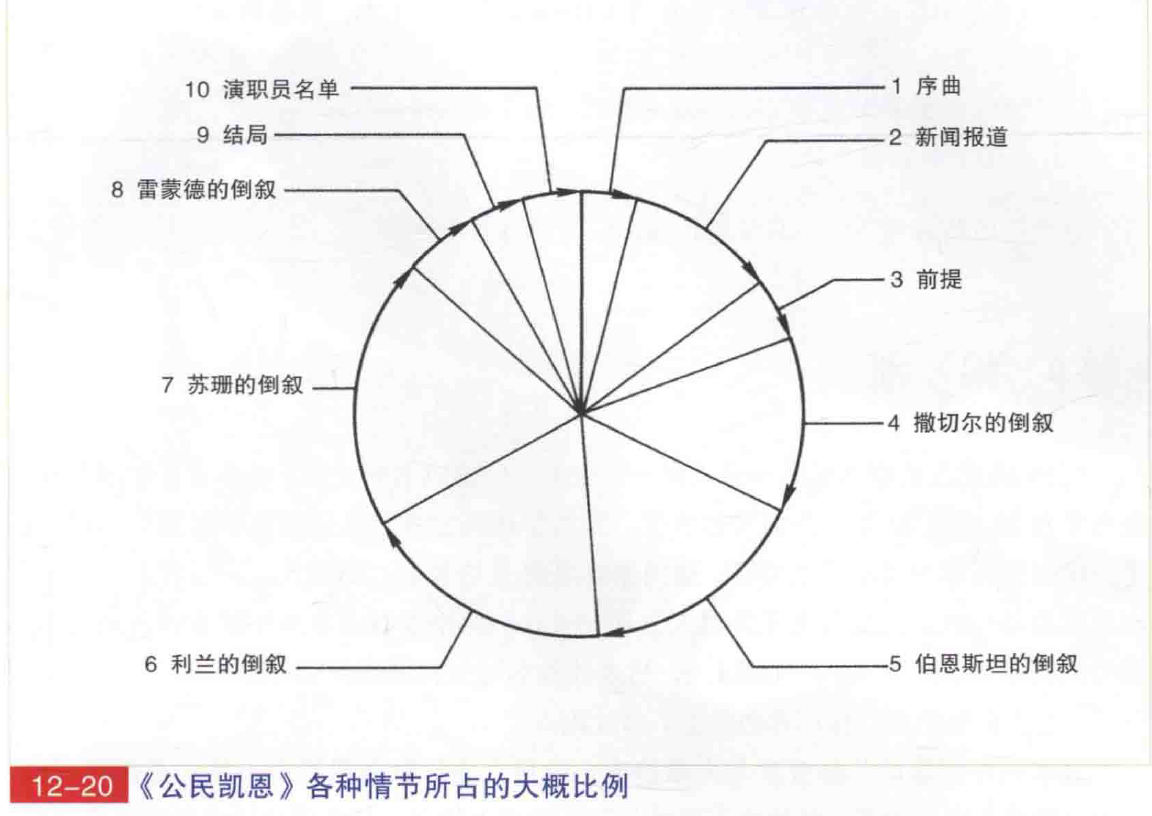 1 序曲
2 新闻报道
3 前提
4 撒切尔的倒叙
5 伯恩斯坦的倒叙
6 利兰的倒叙
7 苏珊的倒叙
8 雷蒙德的倒叙
9 结局
10 演职员名单
12-20 《公民凯恩》各种情节所占的大概比例